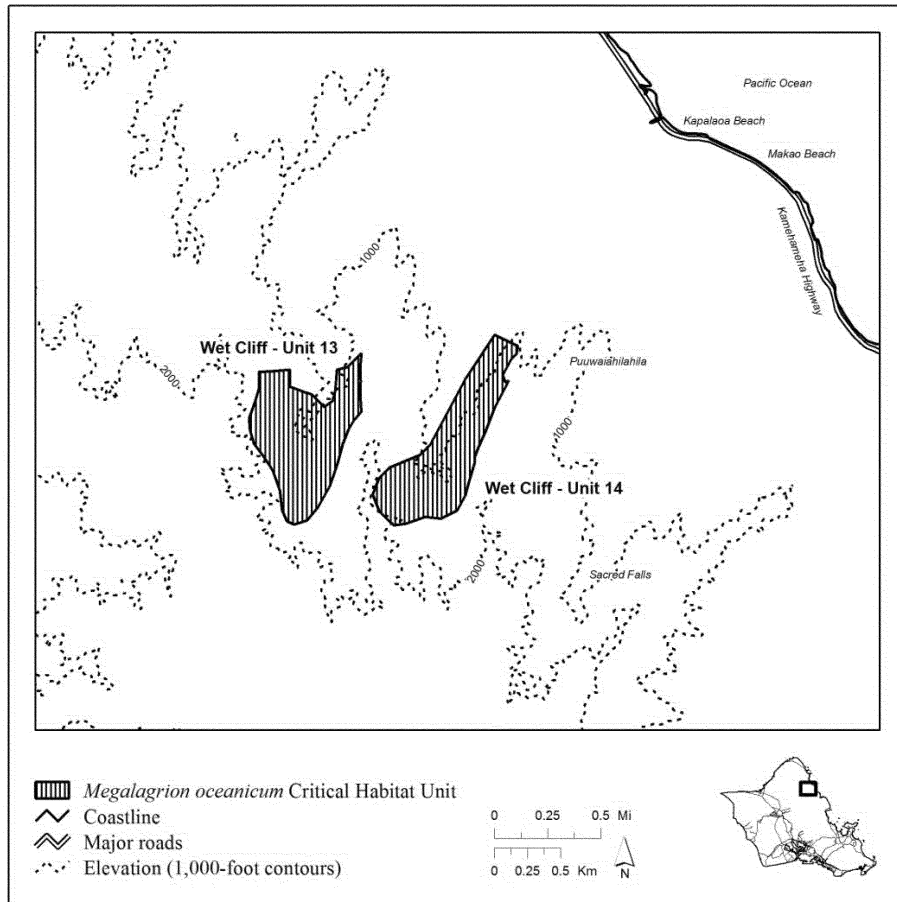 Pacific Ocean
Kapalaoa Beach
Makao Beach
Kamehameha Highway
1000
Wet Cliff - Unit 13
2000
Puuwaiahilahila
1000
Wet Cliff - Unit 14
2000
Sacred Falls
Megalagrion oceanicum Critical Habitat Unit
Coastline
Major roads
Elevation (1,000-foot contours)
0 0.25 0.5 Mi
0 0.25 0.5 Km
N